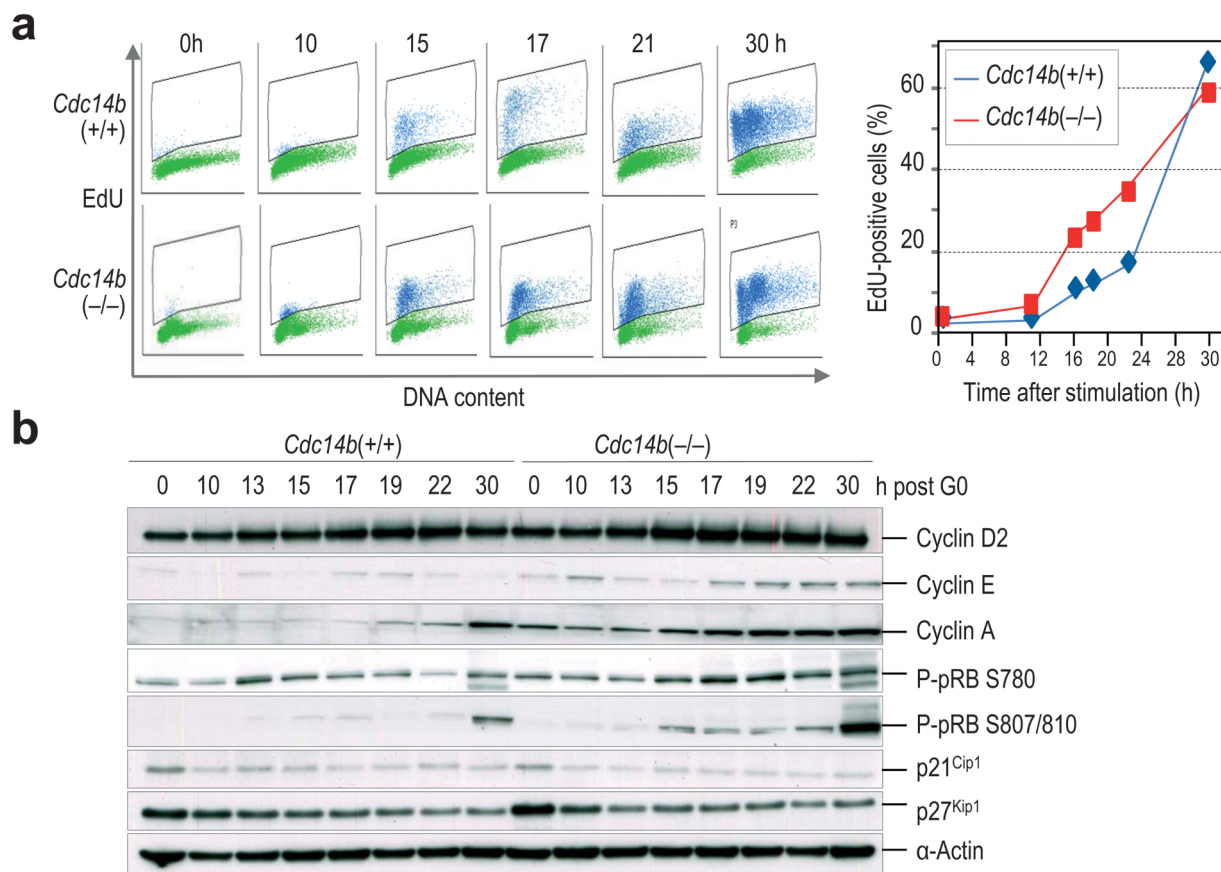 a
0h 10 15 17 21 30 h
Cdc14b
(+/+)
EdU
Cdc14b
(–/–)
P3
DNA content
Cdc14b(+/+)
Cdc14b(–/–)
EdU-positive cells (%)
60
40
20
0
0 4 8 12 16 20 24 28 30
Time after stimulation (h)
b
Cdc14b(+/+) Cdc14b(–/–)
0 10 13 15 17 19 22 30 0 10 13 15 17 19 22 30 h post G0
Cyclin D2
Cyclin E
Cyclin A
P-pRB S780
P-pRB S807/810
p21Cip1
p27Kip1
α-Actin